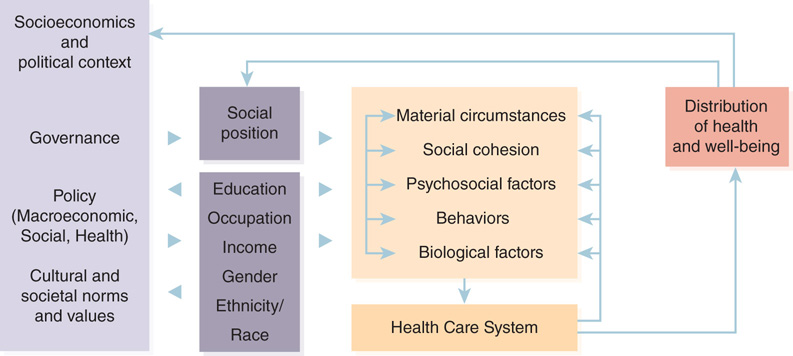 Socioeconomics
and
political context
Governance
Policy
(Macroeconomic,
Social, Health)
Cultural and
societal norms
and values
Social
position
Education
Occupation
Income
Gender
Ethnicity/
Race
Material circumstances
Social cohesion
Psychosocial factors
Behaviors
Biological factors
Health Care System
Distribution
of health
and well-being